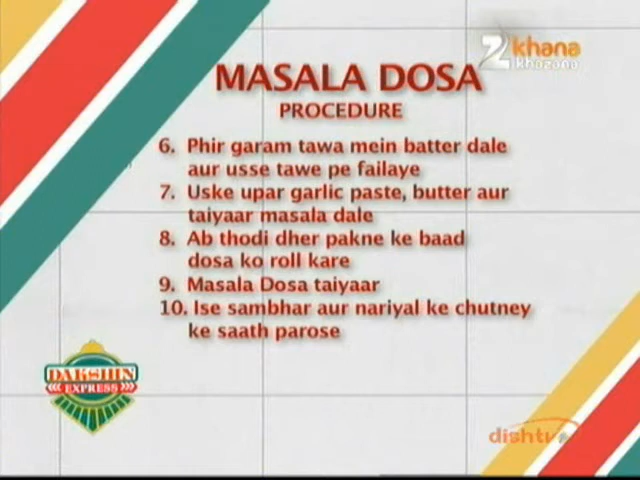 khana
khazana
MASALA DOSA
PROCEDURE
6. Phir garam tawa mein batter dale
aur usse tawe pe failaye
7. Uske upar garlic paste, butter aur
taiyaar masala dale
8. Ab thodi dher pakne ke baad
dosa ko roll kare
9. Masala Dosa taiyaar
10. Ise sambhar aur nariyal ke chutney
ke saath parose
DAKSHIN
EXPRESS
dishtv